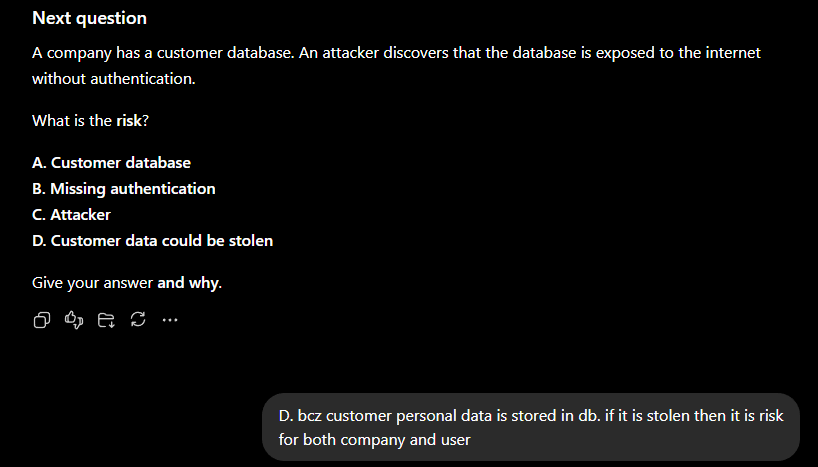 Next question
A company has a customer database. An attacker discovers that the database is exposed to the internet
without authentication.
What is the risk?
A. Customer database
B. Missing authentication
C. Attacker
D. Customer data could be stolen
Give your answer and why.
D. bcz customer personal data is stored in db. if it is stolen then it is risk
for both company and user